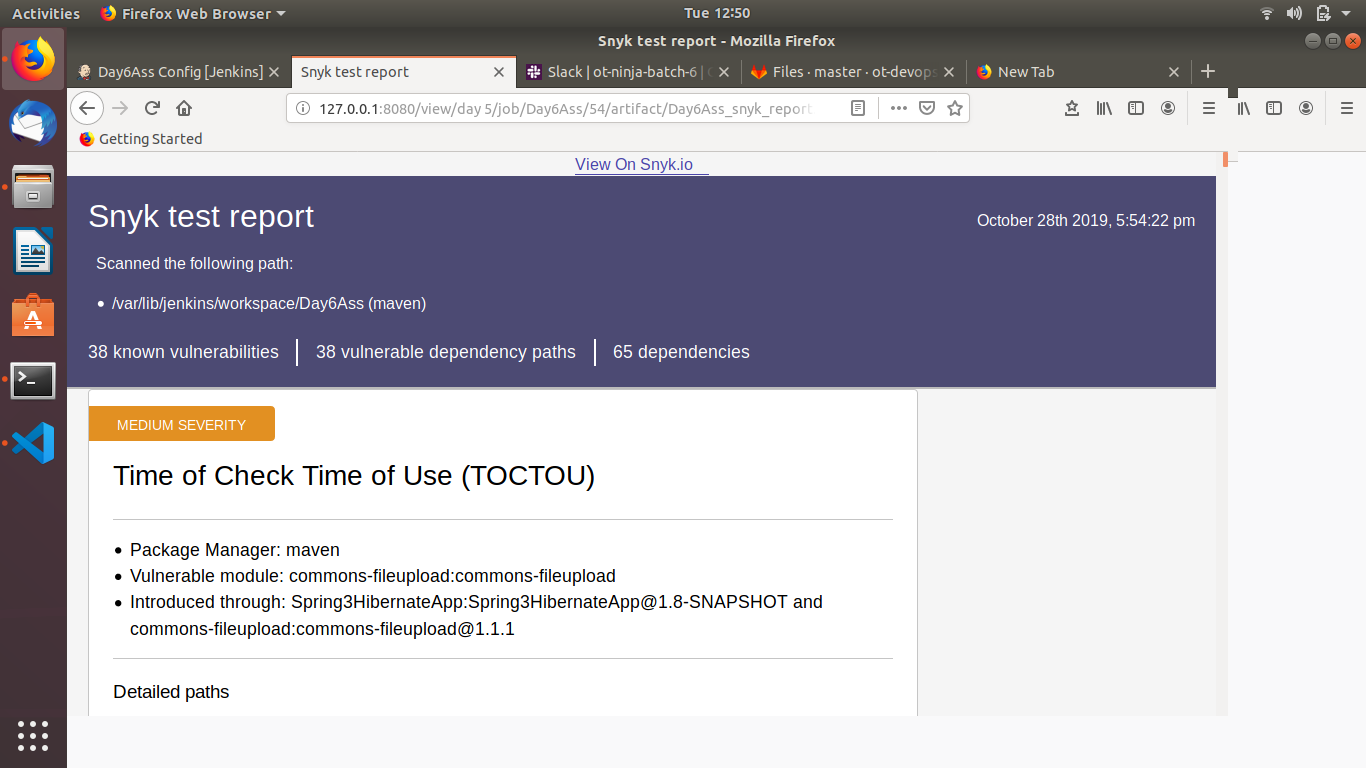 Activities Firefox Web Browser Tue 12:50
Snyk test report - Mozilla Firefox
Day6Ass Config [Jenkins] Snyk test report Slack | ot-ninja-batch-6 | Files · master · ot-devops New Tab
127.0.0.1:8080/view/day 5/job/Day6Ass/54/artifact/Day6Ass_snyk_report
Getting Started
View On Snyk.io
Snyk test report
October 28th 2019, 5:54:22 pm
Scanned the following path:
• /var/lib/jenkins/workspace/Day6Ass (maven)
38 known vulnerabilities 38 vulnerable dependency paths 65 dependencies
MEDIUM SEVERITY
Time of Check Time of Use (TOCTOU)
• Package Manager: maven
• Vulnerable module: commons-fileupload:commons-fileupload
• Introduced through: Spring3HibernateApp:Spring3HibernateApp@1.8-SNAPSHOT and
commons-fileupload:commons-fileupload@1.1.1
Detailed paths